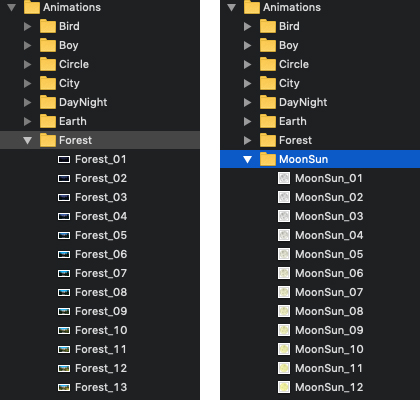 Animations
Bird
Boy
Circle
City
DayNight
Earth
Forest
Forest_01
Forest_02
Forest_03
Forest_04
Forest_05
Forest_06
Forest_07
Forest_08
Forest_09
Forest_10
Forest_11
Forest_12
Forest_13
Animations
Bird
Boy
Circle
City
DayNight
Earth
Forest
MoonSun
MoonSun_01
MoonSun_02
MoonSun_03
MoonSun_04
MoonSun_05
MoonSun_06
MoonSun_07
MoonSun_08
MoonSun_09
MoonSun_10
MoonSun_11
MoonSun_12